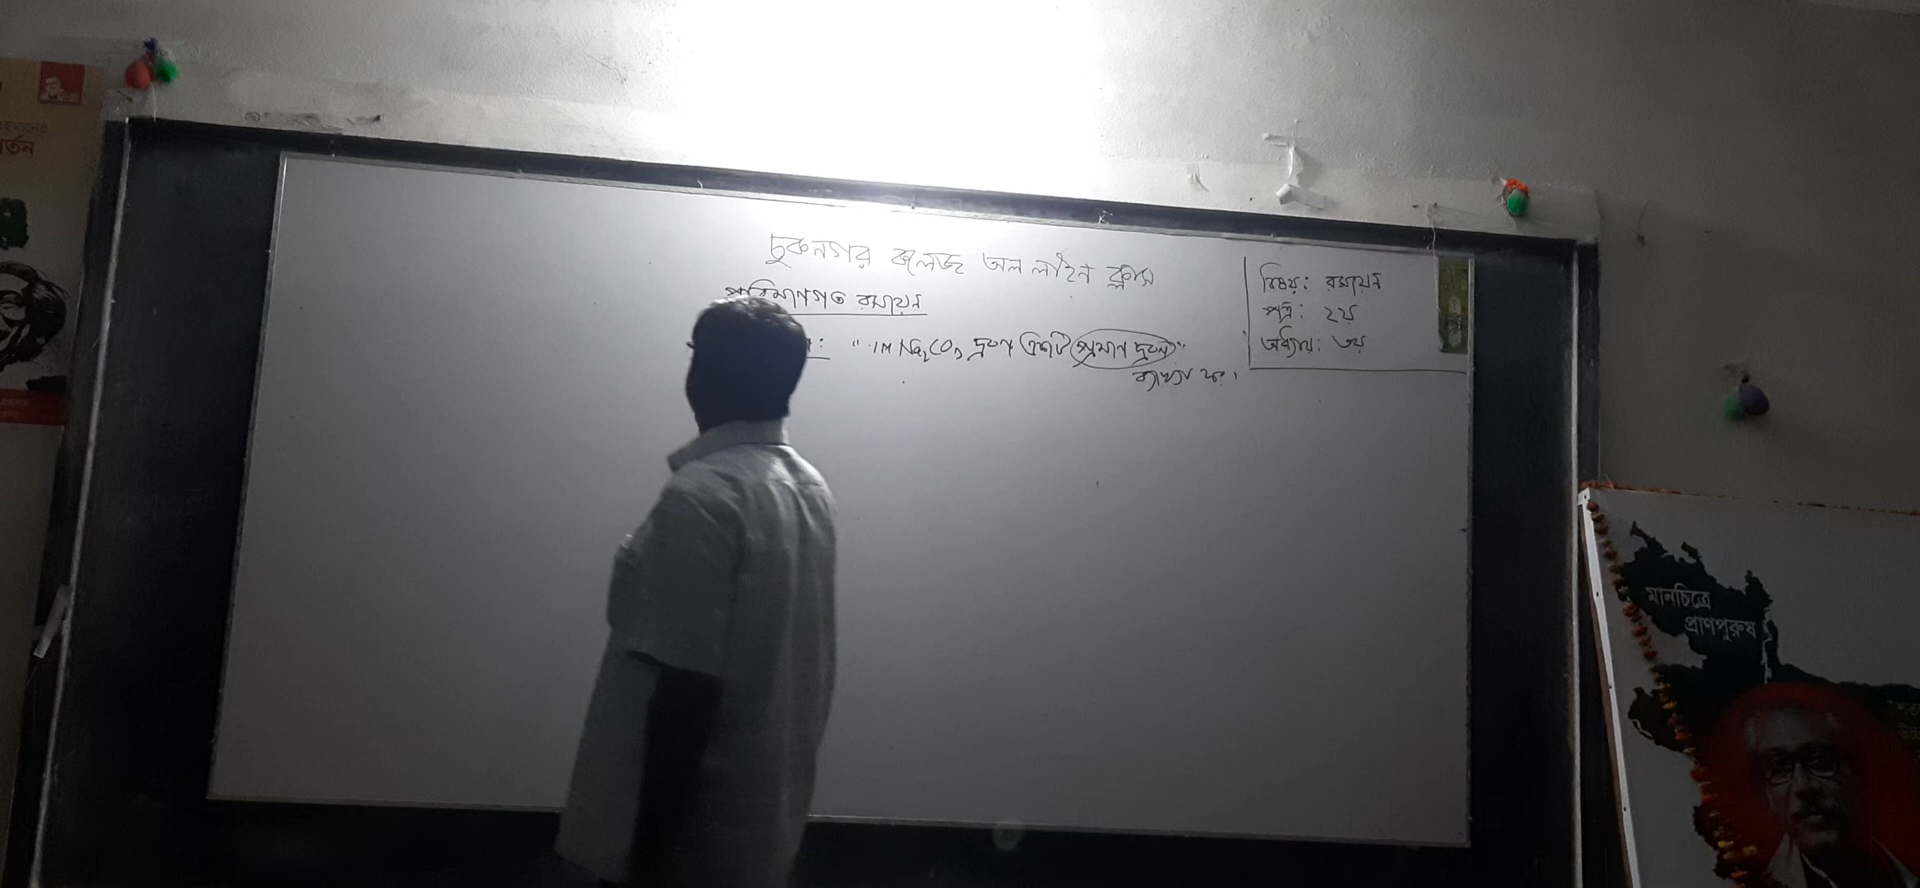 চুকনগর কলেজ অন লাইন ক্লাস
পরিমাণগত রসায়ন
: "1M Na₂CO₃ দ্রবণ একটি প্রমাণ দ্রবণ"
ব্যাখ্যা কর।
বিষয়: রসায়ন
পত্র: ২য়
অধ্যায়: ৩য়
মানচিত্রে
প্রাণপুরুষ